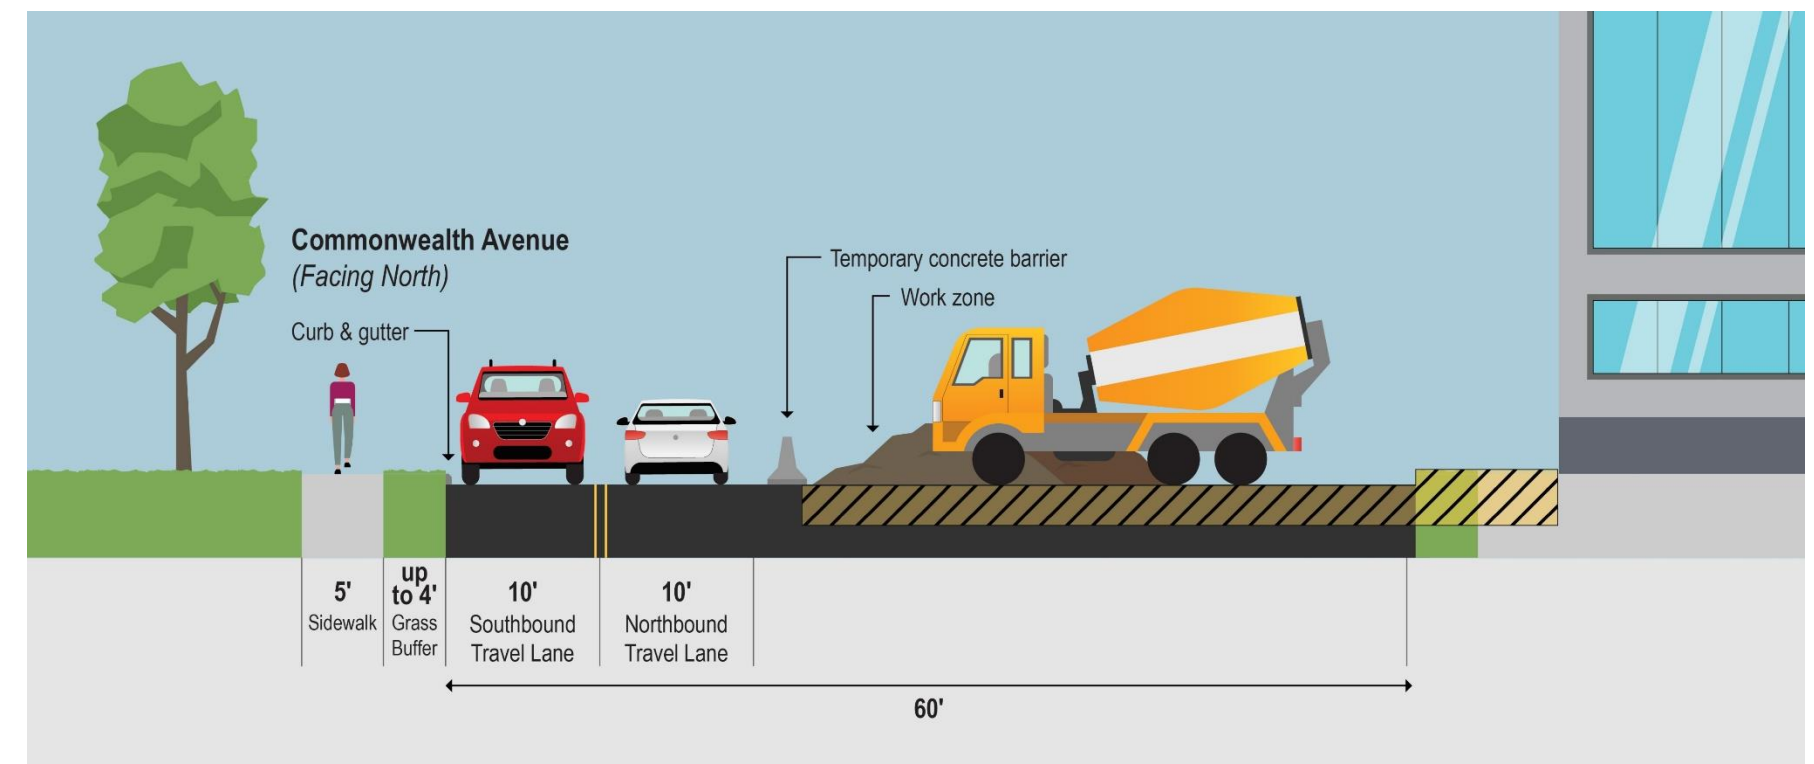 Commonwealth Avenue
(Facing North)
Curb & gutter
Temporary concrete barrier
Work zone
5'
Sidewalk
up
to 4'
Grass
Buffer
10'
Southbound
Travel Lane
10'
Northbound
Travel Lane
60'